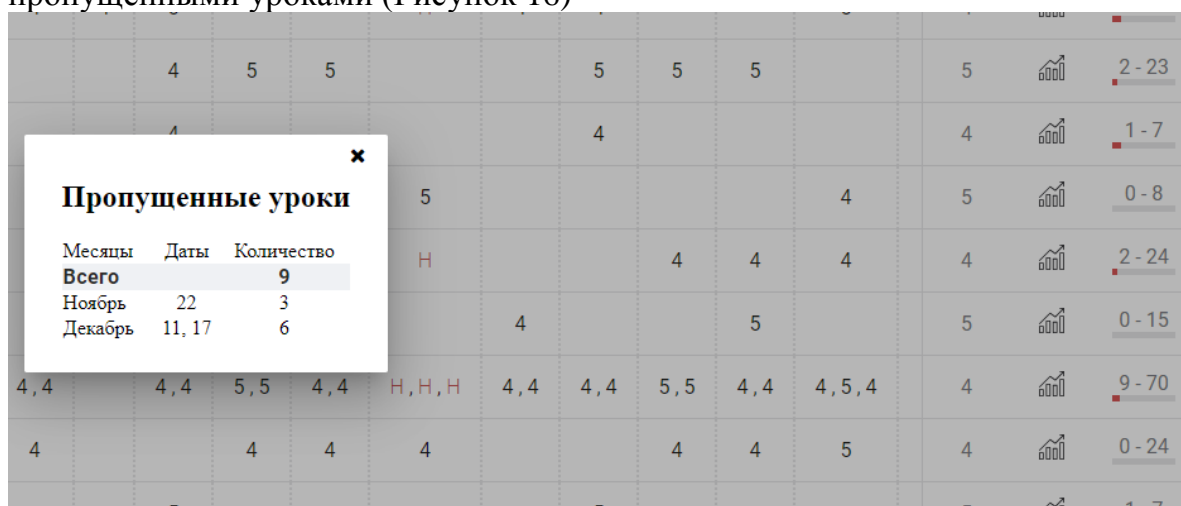 пропущенными уроками (Рисунок 16)
4 5 5 5 5 5 5 2 - 23
4 4 4 1 - 7
Пропущенные уроки 5 4 5 0 - 8
Месяцы Даты Количество
Всего 9 Н 4 4 4 4 2 - 24
Ноябрь 22 3
Декабрь 11, 17 6 4 5 5 0 - 15
4,4 4,4 5,5 4,4 Н,Н,Н 4,4 4,4 5,5 4,4 4,5,4 4 9 - 70
4 4 4 4 4 4 5 4 0 - 24